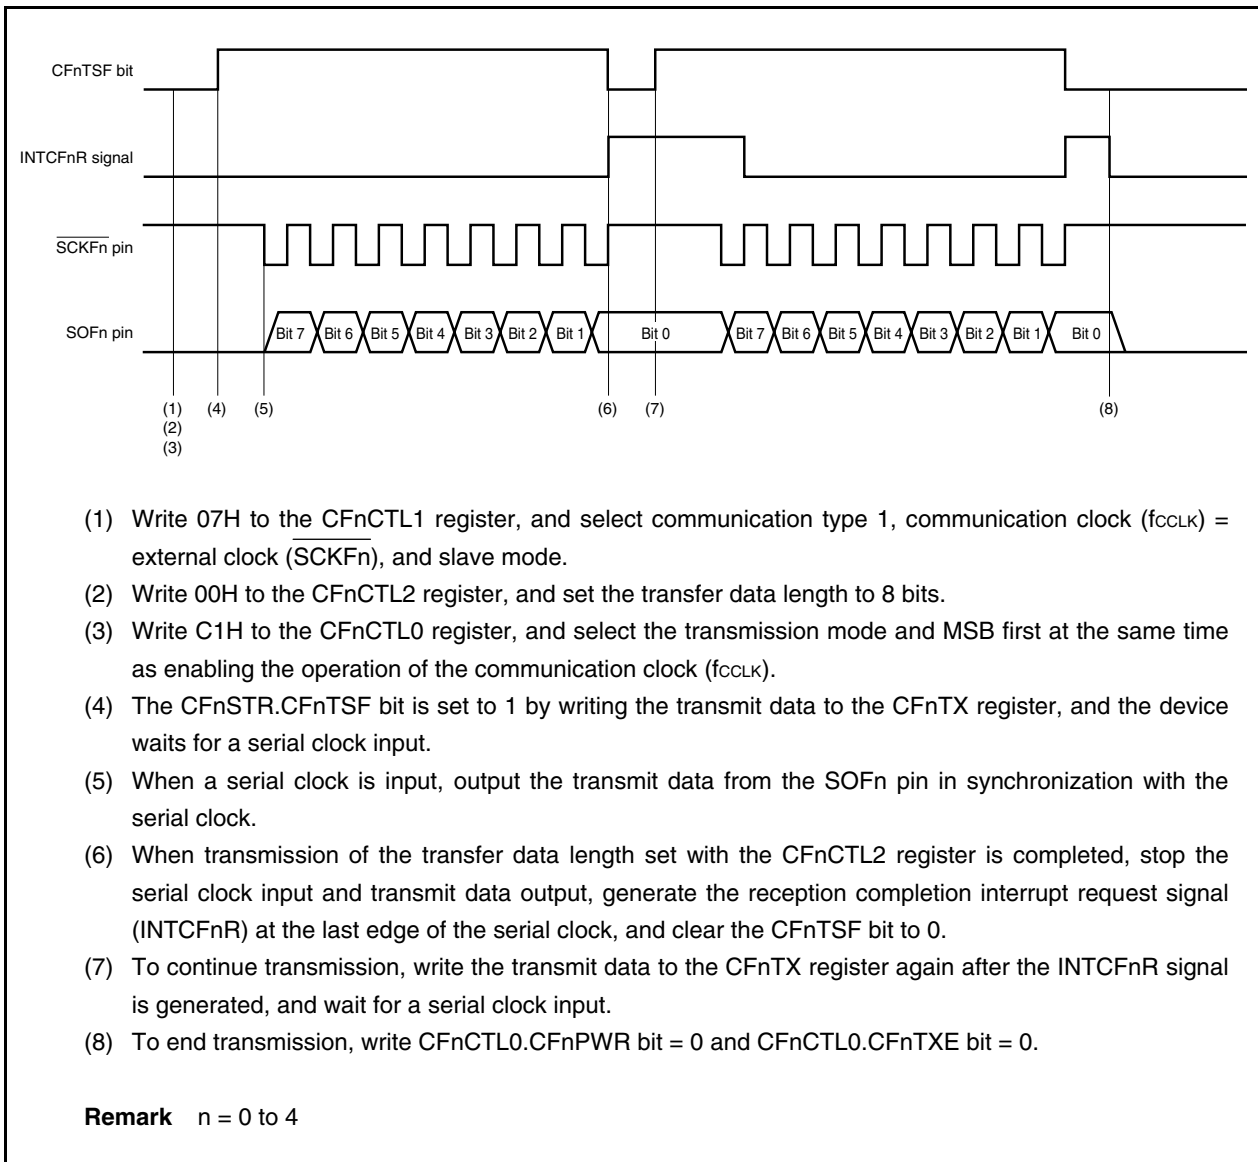 CFnTSF bit
INTCFnR signal
SCKFn pin
SOFn pin
Bit 7 Bit 6 Bit 5 Bit 4 Bit 3 Bit 2 Bit 1 Bit 0 Bit 7 Bit 6 Bit 5 Bit 4 Bit 3 Bit 2 Bit 1 Bit 0
(1) (4) (5) (6) (7) (8)
(2)
(3)
(1) Write 07H to the CFnCTL1 register, and select communication type 1, communication clock (fCCLK) =
external clock (SCKFn), and slave mode.
(2) Write 00H to the CFnCTL2 register, and set the transfer data length to 8 bits.
(3) Write C1H to the CFnCTL0 register, and select the transmission mode and MSB first at the same time
as enabling the operation of the communication clock (fCCLK).
(4) The CFnSTR.CFnTSF bit is set to 1 by writing the transmit data to the CFnTX register, and the device
waits for a serial clock input.
(5) When a serial clock is input, output the transmit data from the SOFn pin in synchronization with the
serial clock.
(6) When transmission of the transfer data length set with the CFnCTL2 register is completed, stop the
serial clock input and transmit data output, generate the reception completion interrupt request signal
(INTCFnR) at the last edge of the serial clock, and clear the CFnTSF bit to 0.
(7) To continue transmission, write the transmit data to the CFnTX register again after the INTCFnR signal
is generated, and wait for a serial clock input.
(8) To end transmission, write CFnCTL0.CFnPWR bit = 0 and CFnCTL0.CFnTXE bit = 0.
Remark n = 0 to 4